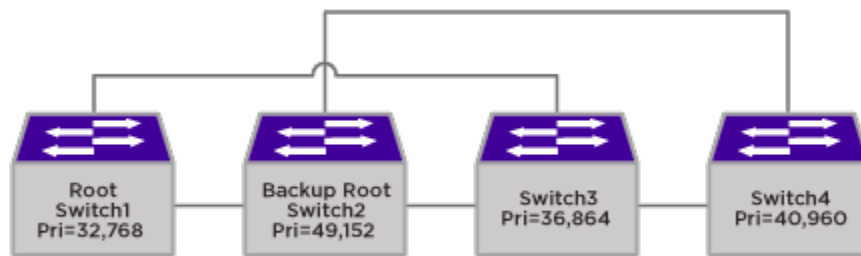 Root
Switch1
Pri=32,768
Backup Root
Switch2
Pri=49,152
Switch3
Pri=36,864
Switch4
Pri=40,960